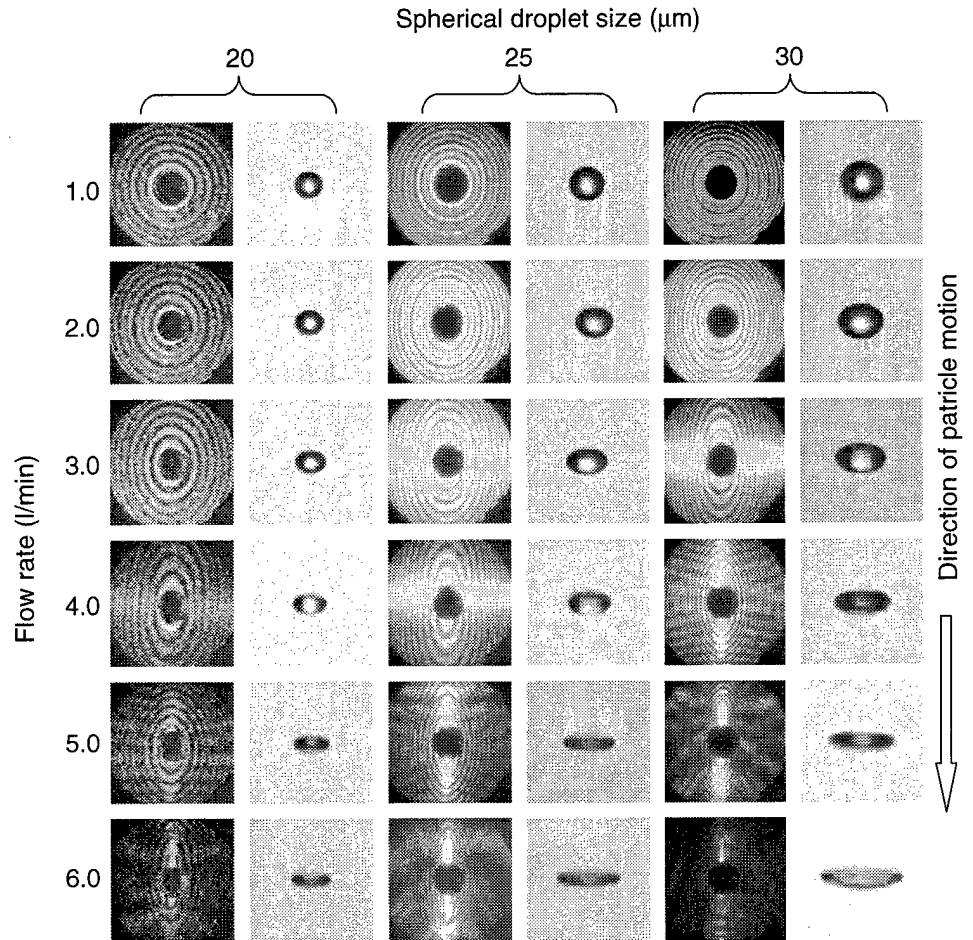 Spherical droplet size (µm)
20 25 30
1.0
2.0
3.0
4.0
5.0
6.0
Flow rate (l/min)
Direction of patricle motion